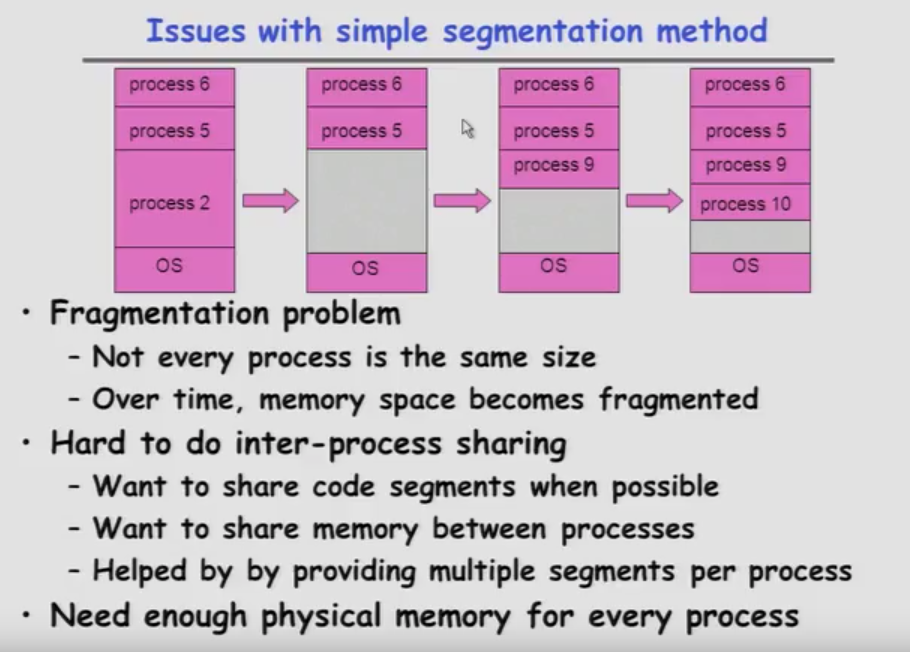 Issues with simple segmentation method
process 6
process 5
process 2
OS
process 6
process 5
OS
process 6
process 5
process 9
OS
process 6
process 5
process 9
process 10
OS
• Fragmentation problem
– Not every process is the same size
– Over time, memory space becomes fragmented
• Hard to do inter-process sharing
– Want to share code segments when possible
– Want to share memory between processes
– Helped by by providing multiple segments per process
• Need enough physical memory for every process